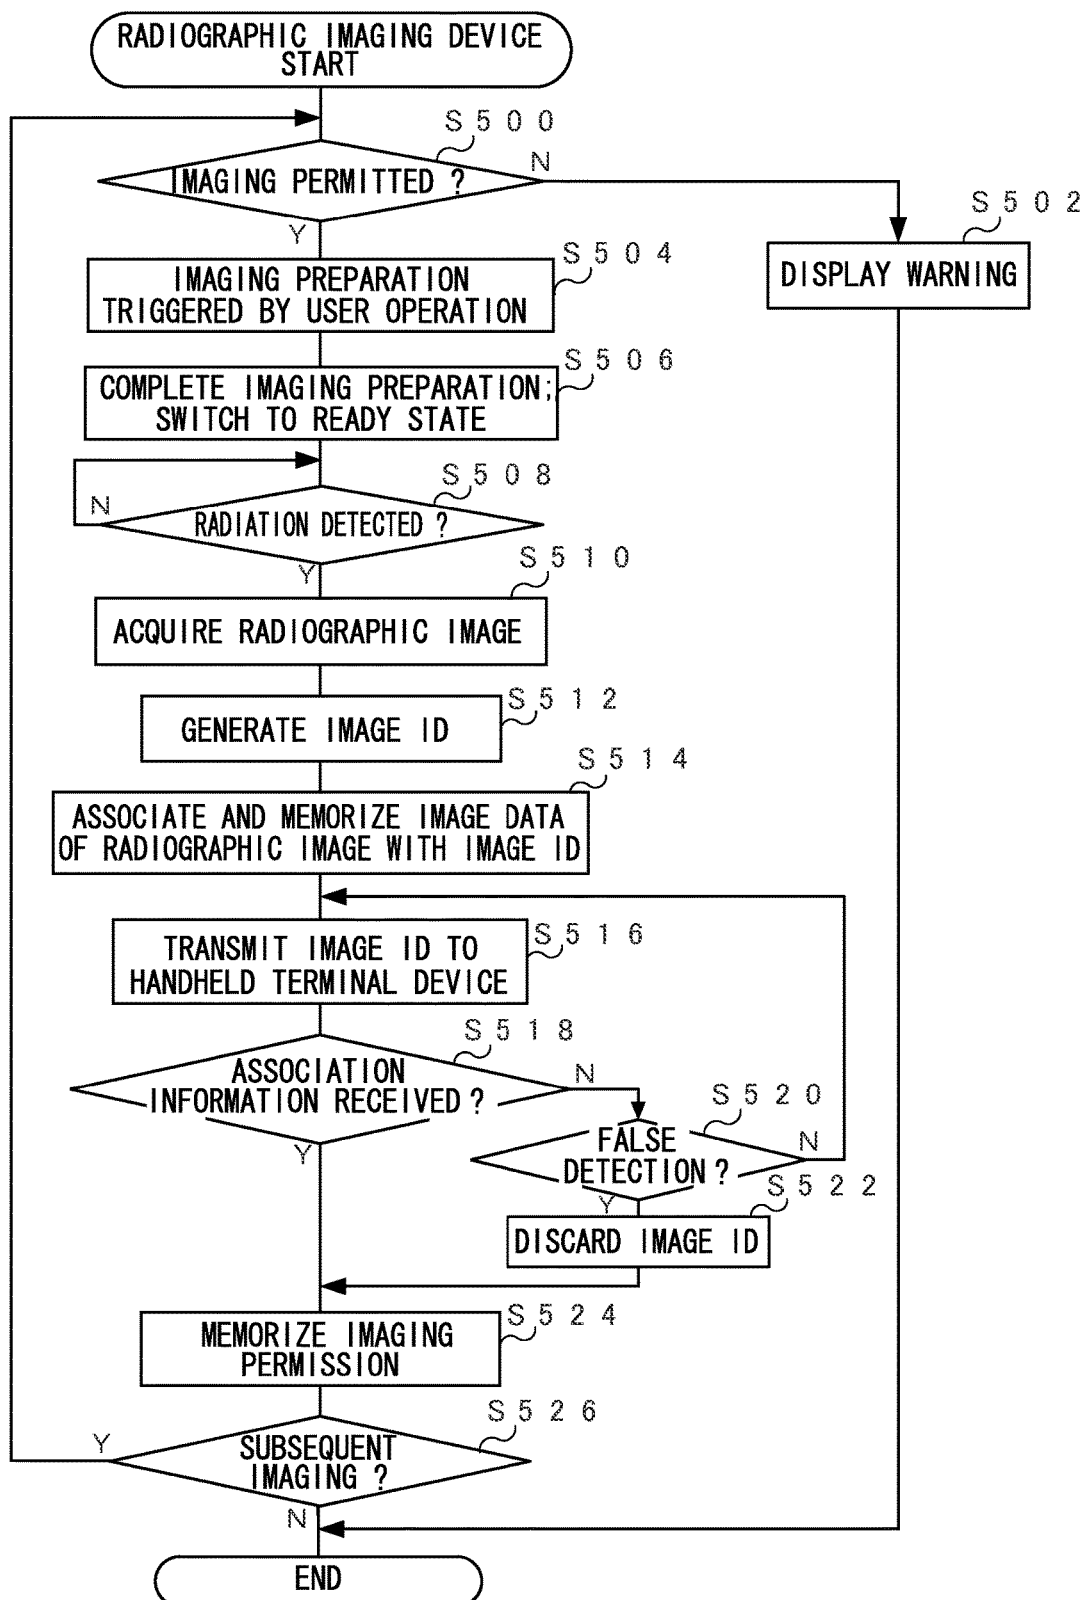 RADIOGRAPHIC IMAGING DEVICE
START
S500
IMAGING PERMITTED ?
N
Y
S502
DISPLAY WARNING
S504
IMAGING PREPARATION
TRIGGERED BY USER OPERATION
S506
COMPLETE IMAGING PREPARATION;
SWITCH TO READY STATE
S508
N
RADIATION DETECTED ?
Y
S510
ACQUIRE RADIOGRAPHIC IMAGE
S512
GENERATE IMAGE ID
S514
ASSOCIATE AND MEMORIZE IMAGE DATA
OF RADIOGRAPHIC IMAGE WITH IMAGE ID
S516
TRANSMIT IMAGE ID TO
HANDHELD TERMINAL DEVICE
S518
ASSOCIATION
INFORMATION RECEIVED ?
N
Y
S520
FALSE
DETECTION ?
N
Y
S522
DISCARD IMAGE ID
S524
MEMORIZE IMAGING
PERMISSION
S526
Y
SUBSEQUENT
IMAGING ?
N
END